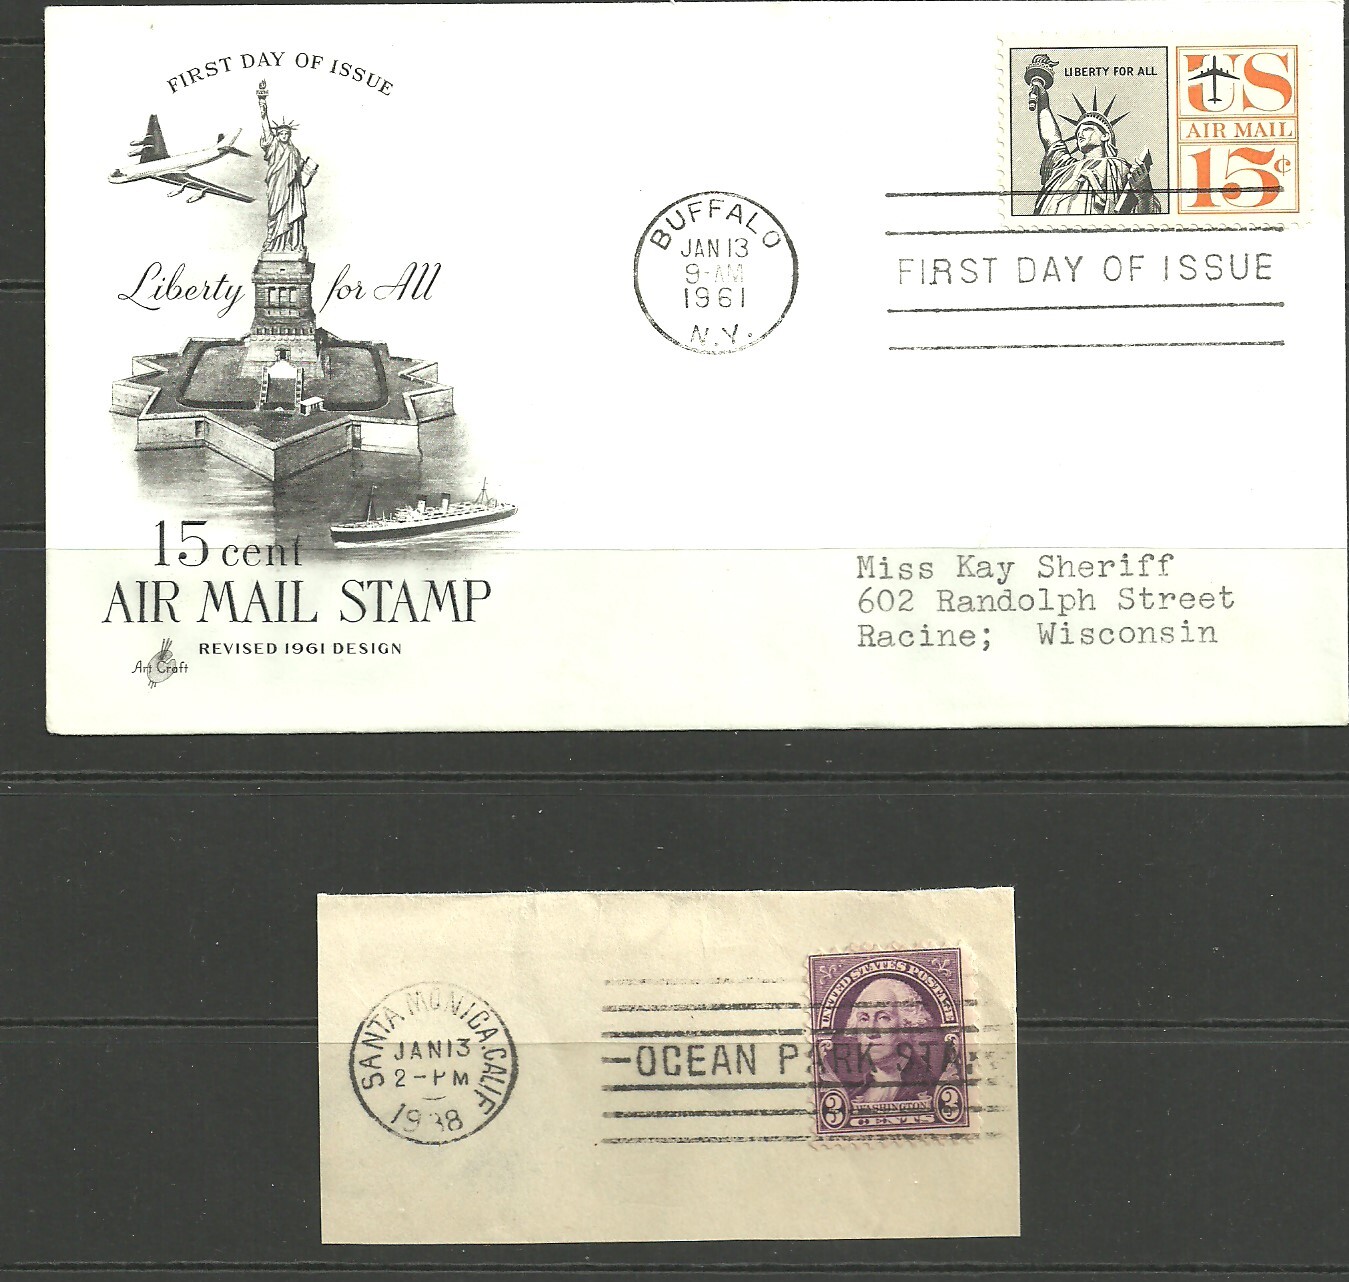 FIRST DAY OF ISSUE
Liberty for All
15 cent
AIR MAIL STAMP
REVISED 1961 DESIGN
Art Craft
LIBERTY FOR ALL
US
AIR MAIL
15¢
BUFFALO
JAN 13
9-AM
1961
N.Y.
FIRST DAY OF ISSUE
Miss Kay Sheriff
602 Randolph Street
Racine; Wisconsin
SANTA MONICA, CALIF
JAN 13
2-PM
1938
OCEAN PARK STA.
UNITED STATES POSTAGE
3 WASHINGTON 3
CENTS